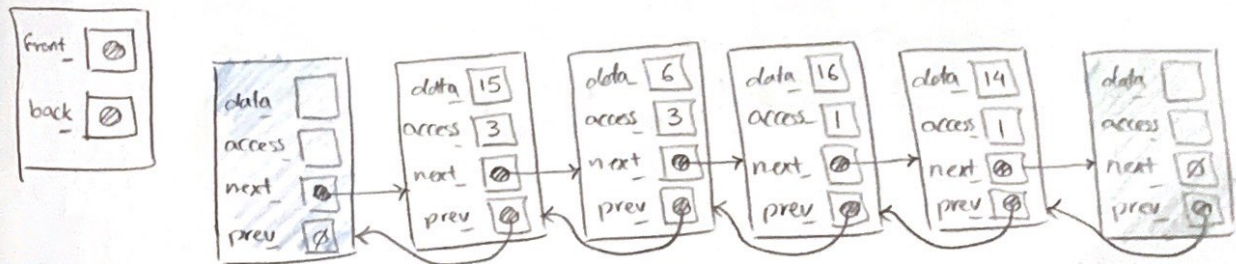 front_
back_
data_
access_
next_
prev_ ∅
data_ 15
access_ 3
next_
prev_
data_ 6
access_ 3
next_
prev_
data_ 16
access_ 1
next_
prev_
data_ 14
access_ 1
next_
prev_
data_
access_
next_ ∅
prev_